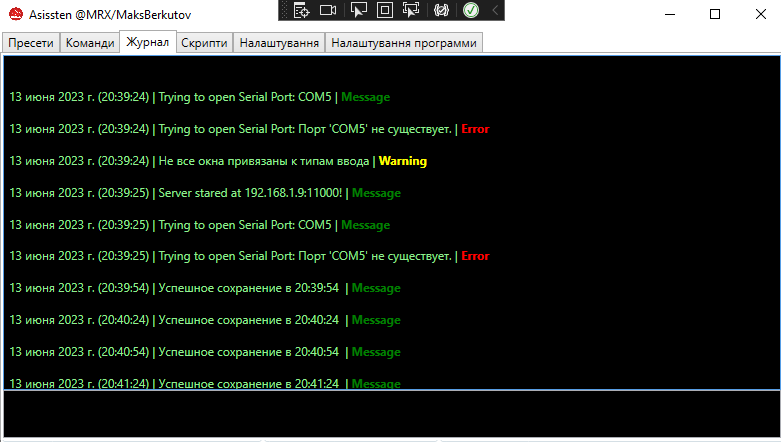 Asissten @MRX/MaksBerkutov
Пресети Команди Журнал Скрипти Налаштування Налаштування программи
13 июня 2023 г. (20:39:24) | Trying to open Serial Port: COM5 | Message
13 июня 2023 г. (20:39:24) | Trying to open Serial Port: Порт 'COM5' не существует. | Error
13 июня 2023 г. (20:39:24) | Не все окна привязаны к типам ввода | Warning
13 июня 2023 г. (20:39:25) | Server stared at 192.168.1.9:11000! | Message
13 июня 2023 г. (20:39:25) | Trying to open Serial Port: COM5 | Message
13 июня 2023 г. (20:39:25) | Trying to open Serial Port: Порт 'COM5' не существует. | Error
13 июня 2023 г. (20:39:54) | Успешное сохранение в 20:39:54 | Message
13 июня 2023 г. (20:40:24) | Успешное сохранение в 20:40:24 | Message
13 июня 2023 г. (20:40:54) | Успешное сохранение в 20:40:54 | Message
13 июня 2023 г. (20:41:24) | Успешное сохранение в 20:41:24 | Message